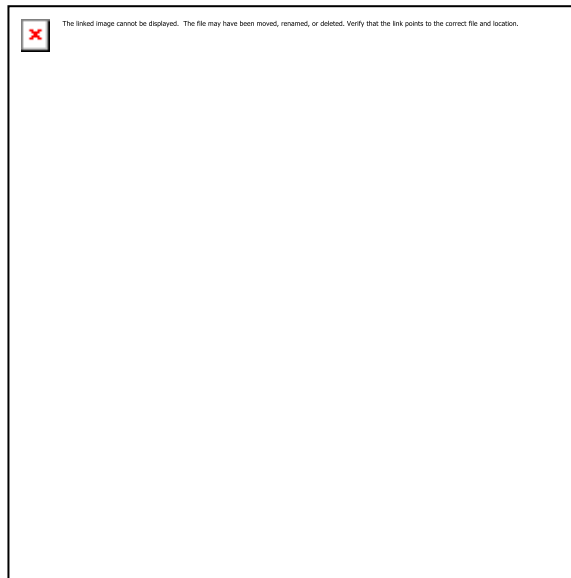 The linked image cannot be displayed.  The file may have been moved, renamed, or deleted. Verify that the link points to the correct file and location.